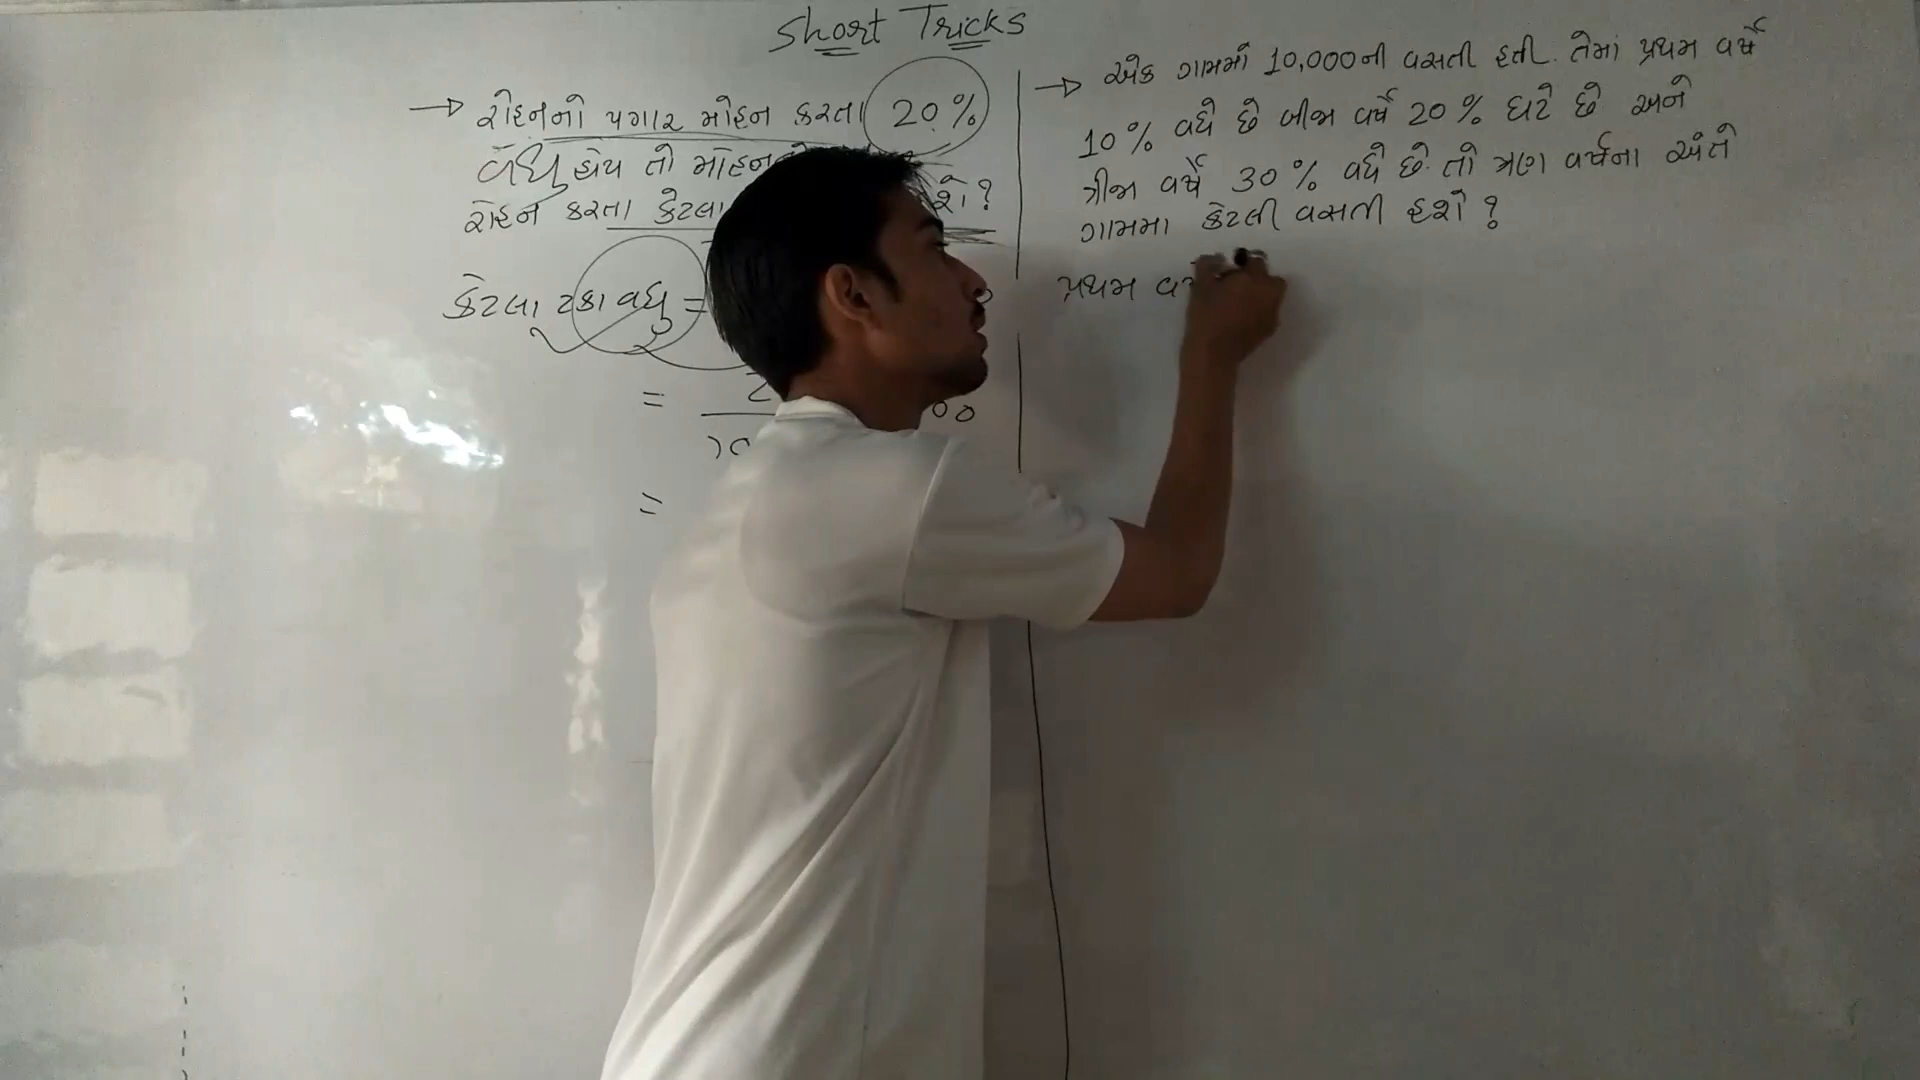 Short Tricks
રોહનનો પગાર મોહન કરતા 20%
વધુ હોય તો મોહનનો શે?
રોહન કરતા કેટલા
કેટલા ટકા વધુ =
=
=
એક ગામમાં 10,000ની વસતી હતી. તેમાં પ્રથમ વર્ષે
10% વધે છે બીજા વર્ષે 20% ઘટે છે અને
ત્રીજા વર્ષે 30% વધે છે. તો ત્રણ વર્ષના અંતે
ગામમા કેટલી વસતી હશે ?
પ્રથમ